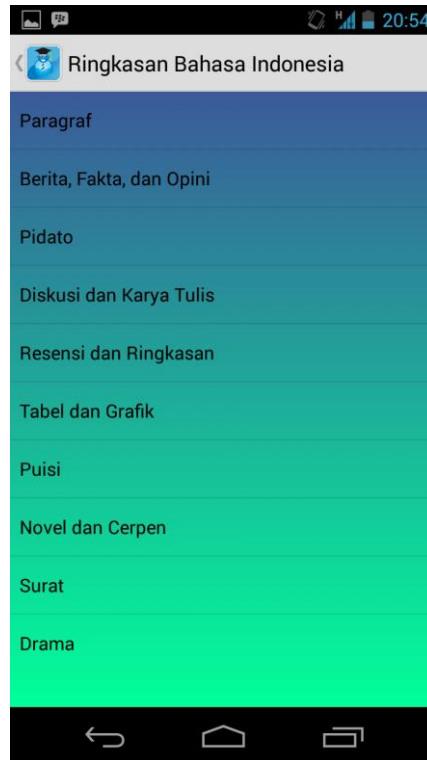 H 20:54
Ringkasan Bahasa Indonesia
Paragraf
Berita, Fakta, dan Opini
Pidato
Diskusi dan Karya Tulis
Resensi dan Ringkasan
Tabel dan Grafik
Puisi
Novel dan Cerpen
Surat
Drama